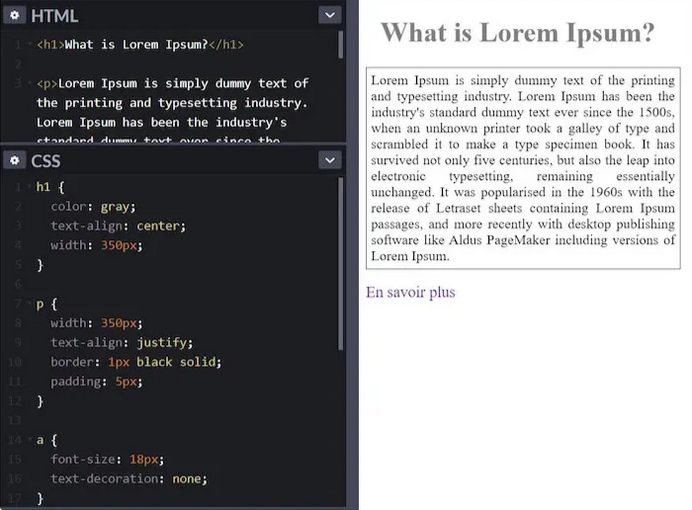 HTML
1 <h1>What is Lorem Ipsum?</h1>
2
3 <p>Lorem Ipsum is simply dummy text of
the printing and typesetting industry.
Lorem Ipsum has been the industry's
standard dummy text ever since the
CSS
1 h1 {
2 color: gray;
3 text-align: center;
4 width: 350px;
5 }
6
7 p {
8 width: 350px;
9 text-align: justify;
10 border: 1px black solid;
11 padding: 5px;
12 }
13
14 a {
15 font-size: 18px;
16 text-decoration: none;
17 }
What is Lorem Ipsum?
Lorem Ipsum is simply dummy text of the printing
and typesetting industry. Lorem Ipsum has been the
industry's standard dummy text ever since the 1500s,
when an unknown printer took a galley of type and
scrambled it to make a type specimen book. It has
survived not only five centuries, but also the leap into
electronic typesetting, remaining essentially
unchanged. It was popularised in the 1960s with the
release of Letraset sheets containing Lorem Ipsum
passages, and more recently with desktop publishing
software like Aldus PageMaker including versions of
Lorem Ipsum.
En savoir plus